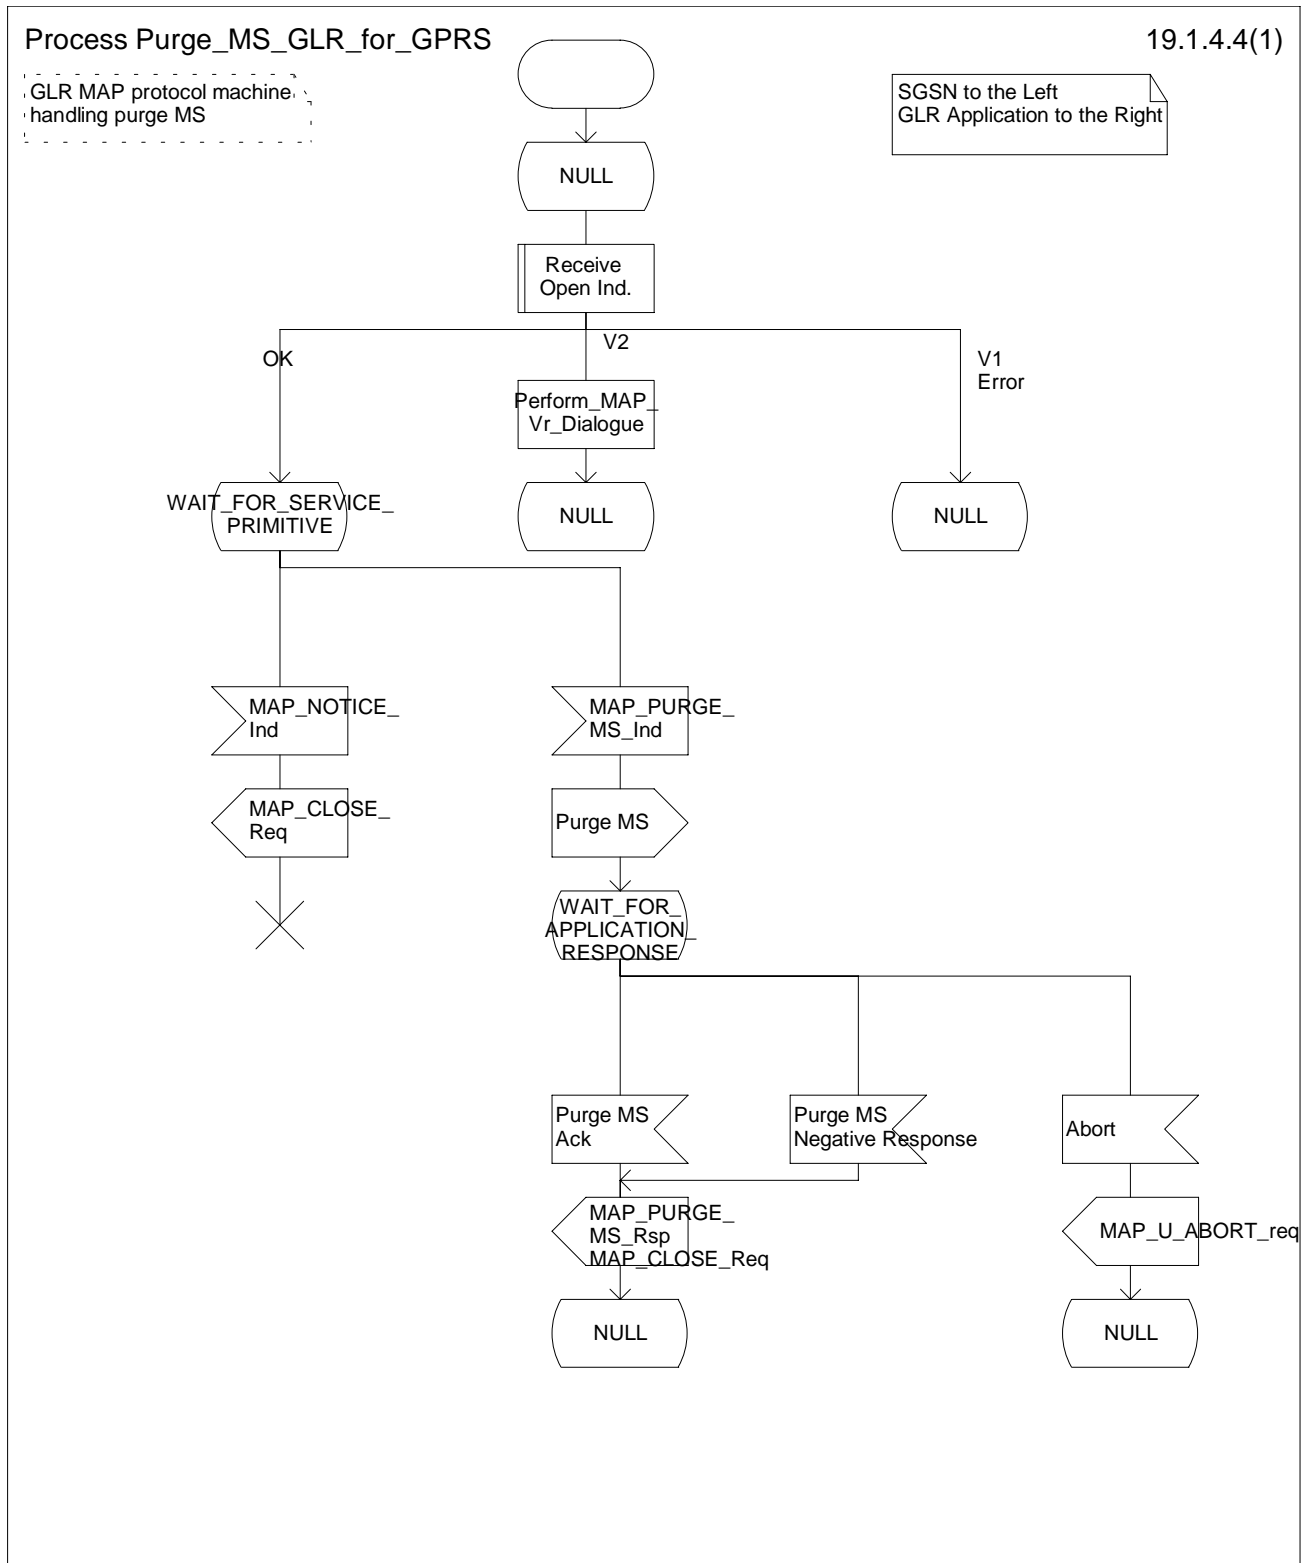 Process Purge_MS_GLR_for_GPRS
19.1.4.4(1)
GLR MAP protocol machine
handling purge MS
SGSN to the Left
GLR Application to the Right
NULL
Receive
Open Ind.
OK
V2
V1
Error
Perform_MAP_
Vr_Dialogue
WAIT_FOR_SERVICE_
PRIMITIVE
NULL
NULL
MAP_NOTICE_
Ind
MAP_PURGE_
MS_Ind
MAP_CLOSE_
Req
Purge MS
WAIT_FOR_
APPLICATION_
RESPONSE
Purge MS
Ack
Purge MS
Negative Response
Abort
MAP_PURGE_
MS_Rsp
MAP_CLOSE_Req
MAP_U_ABORT_req
NULL
NULL